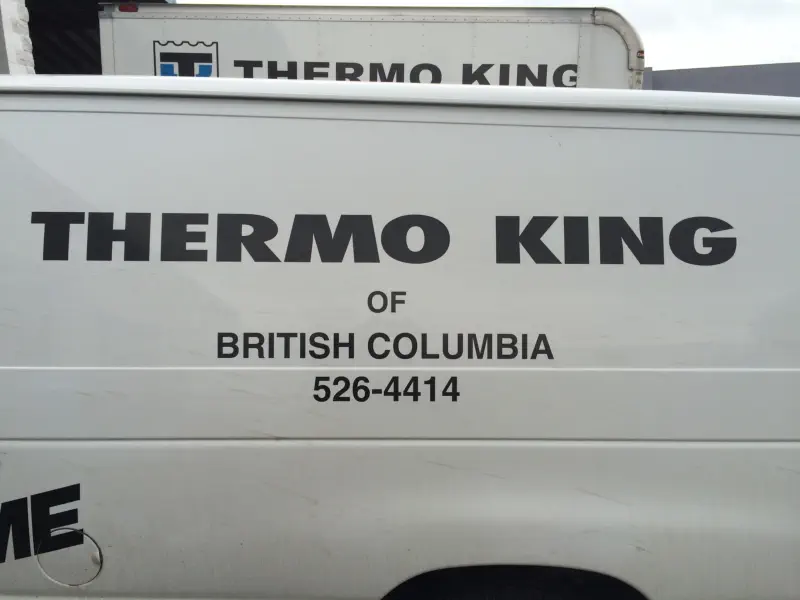 THERMO KING
THERMO KING
OF
BRITISH COLUMBIA
526-4414
ME